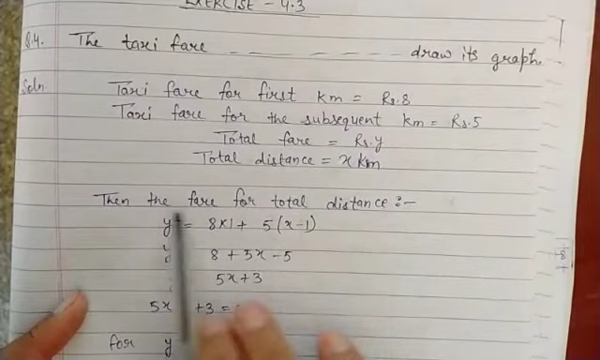 EXERCISE - 4.3
Q.4. The taxi fare _ _ _ _ _ _ draw its graph.
Soln Taxi fare for first km = Rs.8
Taxi fare for the subsequent km = Rs.5
Total fare = Rs.y
Total distance = x km
Then the fare for total distance :-
y = 8×1 + 5(x-1)
8 + 5x - 5
5x+3
5x +3 =
for y